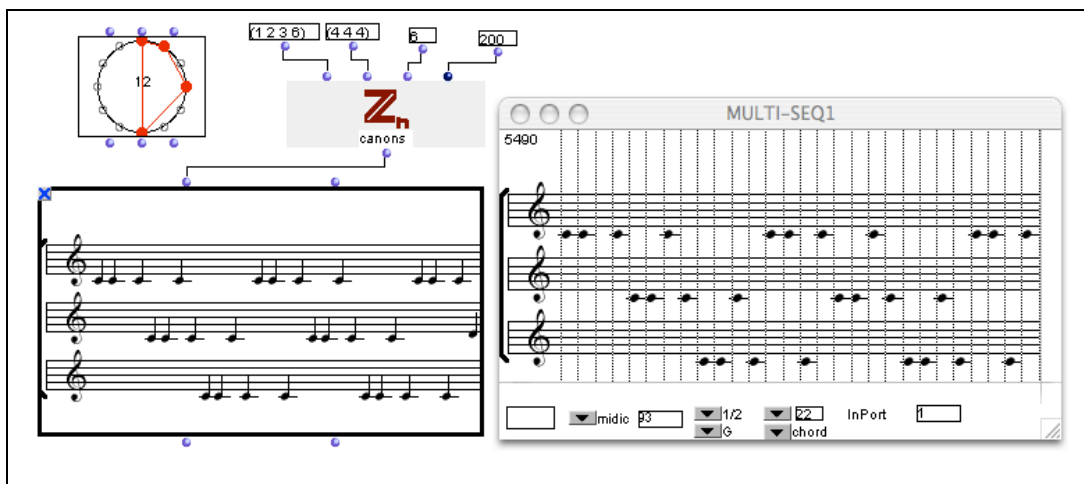 (1 2 3 6) (4 4 4) 6 200
12
Zn
canons
MULTI-SEQ1
5490
midic 93 1/2 22 InPort 1
G chord